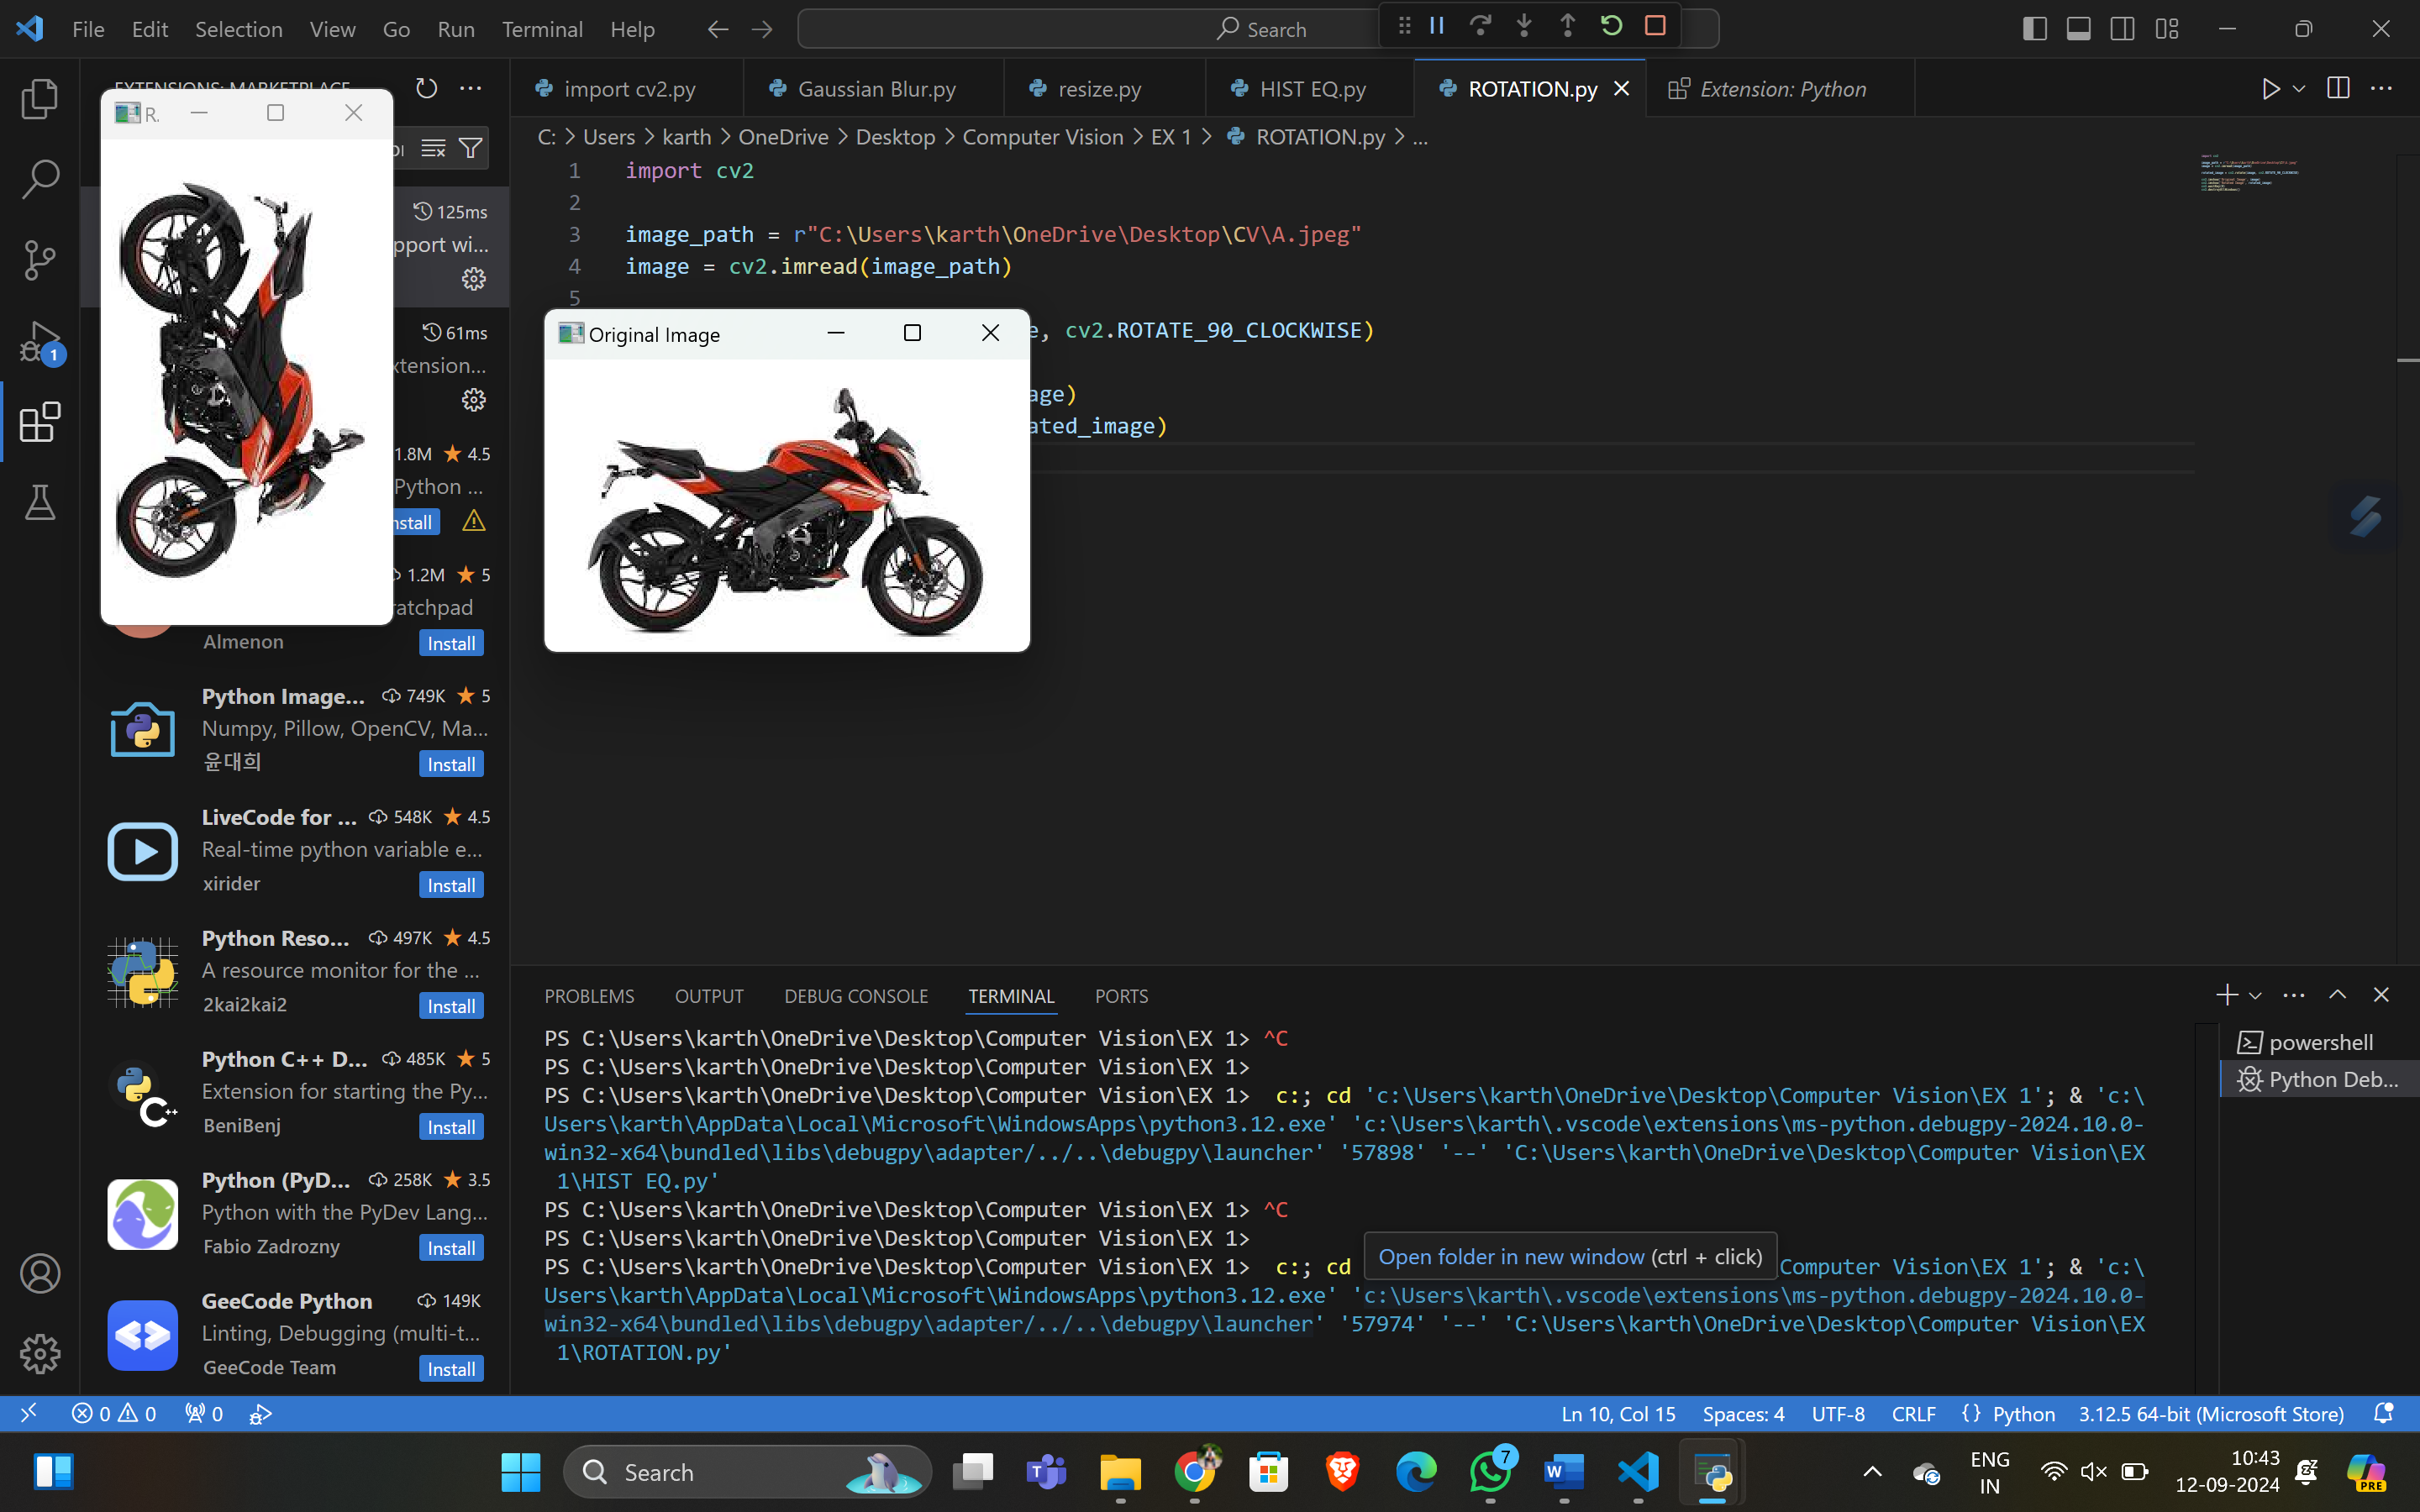 File Edit Selection View Go Run Terminal Help
Search
EXTENSIONS: MARKETPLACE
R.
125ms
pport wi...
61ms
xtension...
1.8M 4.5
Python ...
nstall
1.2M 5
ratchpad
Almenon
Install
Python Image... 749K 5
Numpy, Pillow, OpenCV, Ma...
윤대희
Install
LiveCode for ... 548K 4.5
Real-time python variable e...
xirider
Install
Python Reso... 497K 4.5
A resource monitor for the ...
2kai2kai2
Install
Python C++ D... 485K 5
Extension for starting the Py...
BeniBenj
Install
Python (PyD... 258K 3.5
Python with the PyDev Lang...
Fabio Zadrozny
Install
GeeCode Python 149K
Linting, Debugging (multi-t...
GeeCode Team
Install
1
import cv2.py Gaussian Blur.py resize.py HIST EQ.py ROTATION.py Extension: Python
C: > Users > karth > OneDrive > Desktop > Computer Vision > EX 1 > ROTATION.py > ...
1 import cv2
2
3 image_path = r"C:\Users\karth\OneDrive\Desktop\CV\A.jpeg"
4 image = cv2.imread(image_path)
5
e, cv2.ROTATE_90_CLOCKWISE)
age)
ated_image)
Original Image
PROBLEMS OUTPUT DEBUG CONSOLE TERMINAL PORTS
PS C:\Users\karth\OneDrive\Desktop\Computer Vision\EX 1> ^C
PS C:\Users\karth\OneDrive\Desktop\Computer Vision\EX 1>
PS C:\Users\karth\OneDrive\Desktop\Computer Vision\EX 1>  c:; cd 'c:\Users\karth\OneDrive\Desktop\Computer Vision\EX 1'; & 'c:\
Users\karth\AppData\Local\Microsoft\WindowsApps\python3.12.exe' 'c:\Users\karth\.vscode\extensions\ms-python.debugpy-2024.10.0-
win32-x64\bundled\libs\debugpy\adapter/../..\debugpy\launcher' '57898' '--' 'C:\Users\karth\OneDrive\Desktop\Computer Vision\EX
1\HIST EQ.py'
PS C:\Users\karth\OneDrive\Desktop\Computer Vision\EX 1> ^C
PS C:\Users\karth\OneDrive\Desktop\Computer Vision\EX 1>
Open folder in new window (ctrl + click)
PS C:\Users\karth\OneDrive\Desktop\Computer Vision\EX 1>  c:; cd Computer Vision\EX 1'; & 'c:\
Users\karth\AppData\Local\Microsoft\WindowsApps\python3.12.exe' 'c:\Users\karth\.vscode\extensions\ms-python.debugpy-2024.10.0-
win32-x64\bundled\libs\debugpy\adapter/../..\debugpy\launcher' '57974' '--' 'C:\Users\karth\OneDrive\Desktop\Computer Vision\EX
1\ROTATION.py'
powershell
Python Deb...
0 0 0
Ln 10, Col 15 Spaces: 4 UTF-8 CRLF {} Python 3.12.5 64-bit (Microsoft Store)
Search
7
ENG
IN
10:43
12-09-2024
PRE